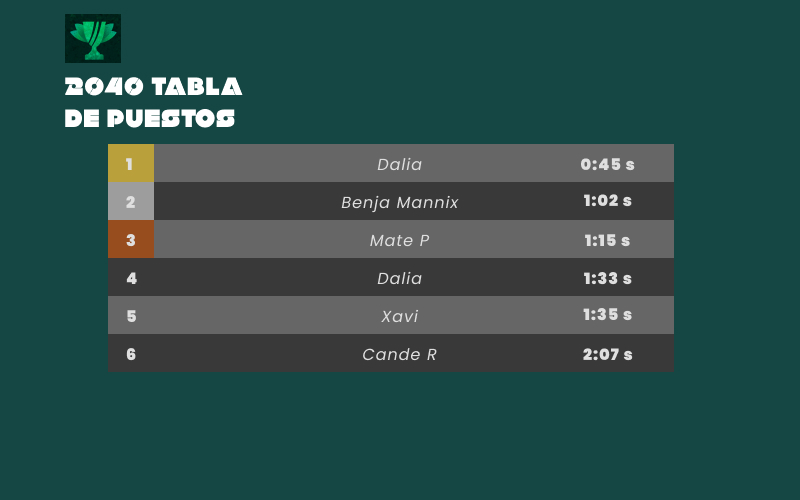 2040 TABLA
DE PUESTOS
1 Dalia 0:45 s
2 Benja Mannix 1:02 s
3 Mate P 1:15 s
4 Dalia 1:33 s
5 Xavi 1:35 s
6 Cande R 2:07 s